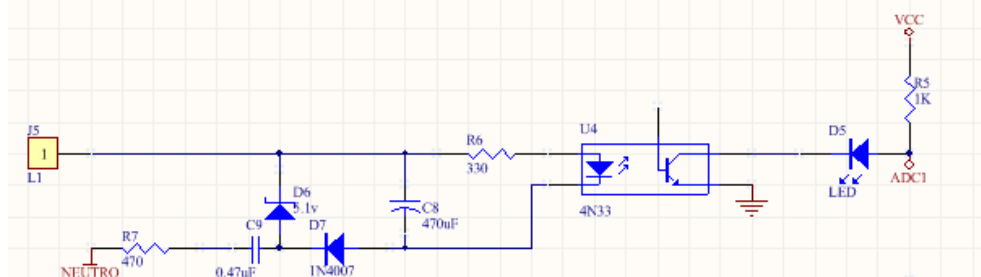 VCC
R5
1K
J5
1
L1
R6
330
U4
4N33
D5
LED
ADC1
D6
5.1v
C8
470uF
D7
1N4007
C9
0.47uF
R7
470
NEUTRO